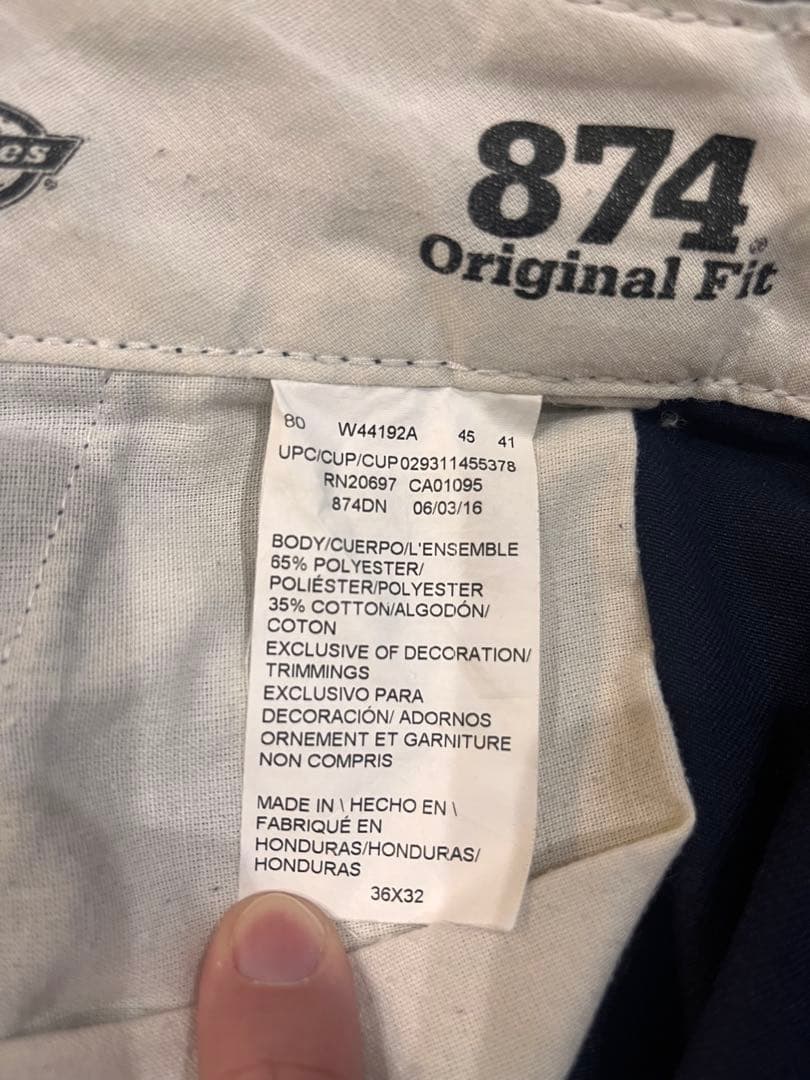 es
874
Original Fit
80 W44192A 45 41
UPC/CUP/CUP029311455378
RN20697 CA01095
874DN 06/03/16
BODY/CUERPO/L'ENSEMBLE
65% POLYESTER/
POLIÉSTER/POLYESTER
35% COTTON/ALGODÓN/
COTON
EXCLUSIVE OF DECORATION/
TRIMMINGS
EXCLUSIVO PARA
DECORACIÓN/ ADORNOS
ORNEMENT ET GARNITURE
NON COMPRIS
MADE IN \ HECHO EN \
FABRIQUÉ EN
HONDURAS/HONDURAS/
HONDURAS
36X32